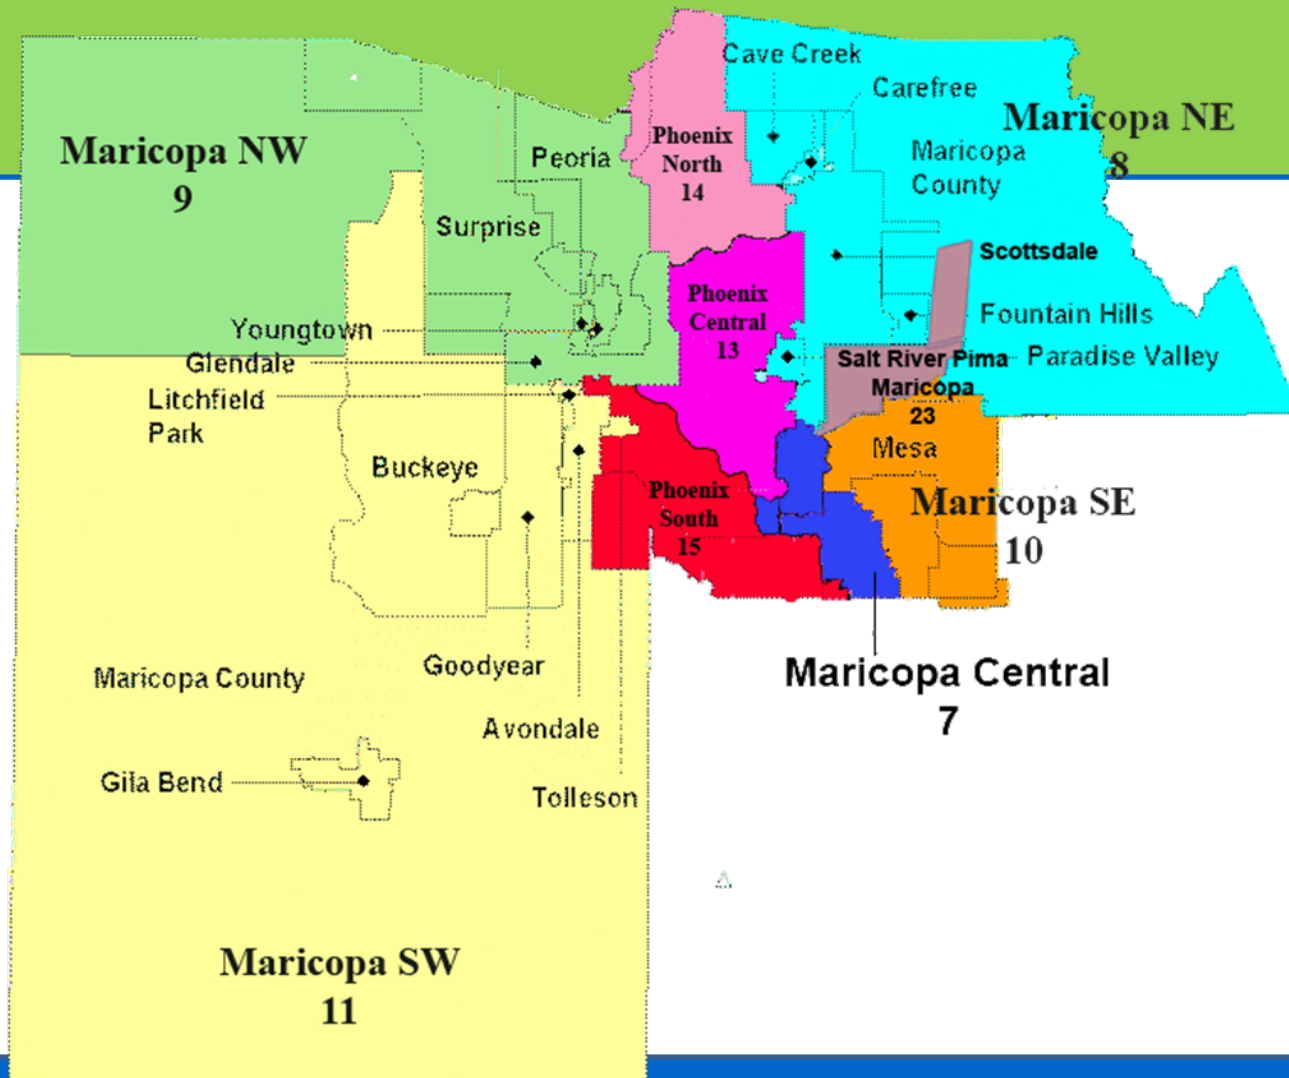 Cave Creek
Carefree
Maricopa NE
8
Maricopa NW
9
Peoria
Phoenix
North
14
Maricopa
County
Surprise
Scottsdale
Phoenix
Central
13
Fountain Hills
Youngtown
Glendale
Salt River Pima
Maricopa
23
Paradise Valley
Litchfield
Park
Mesa
Buckeye
Phoenix
South
15
Maricopa SE
10
Goodyear
Maricopa County
Maricopa Central
7
Avondale
Gila Bend
Tolleson
Maricopa SW
11